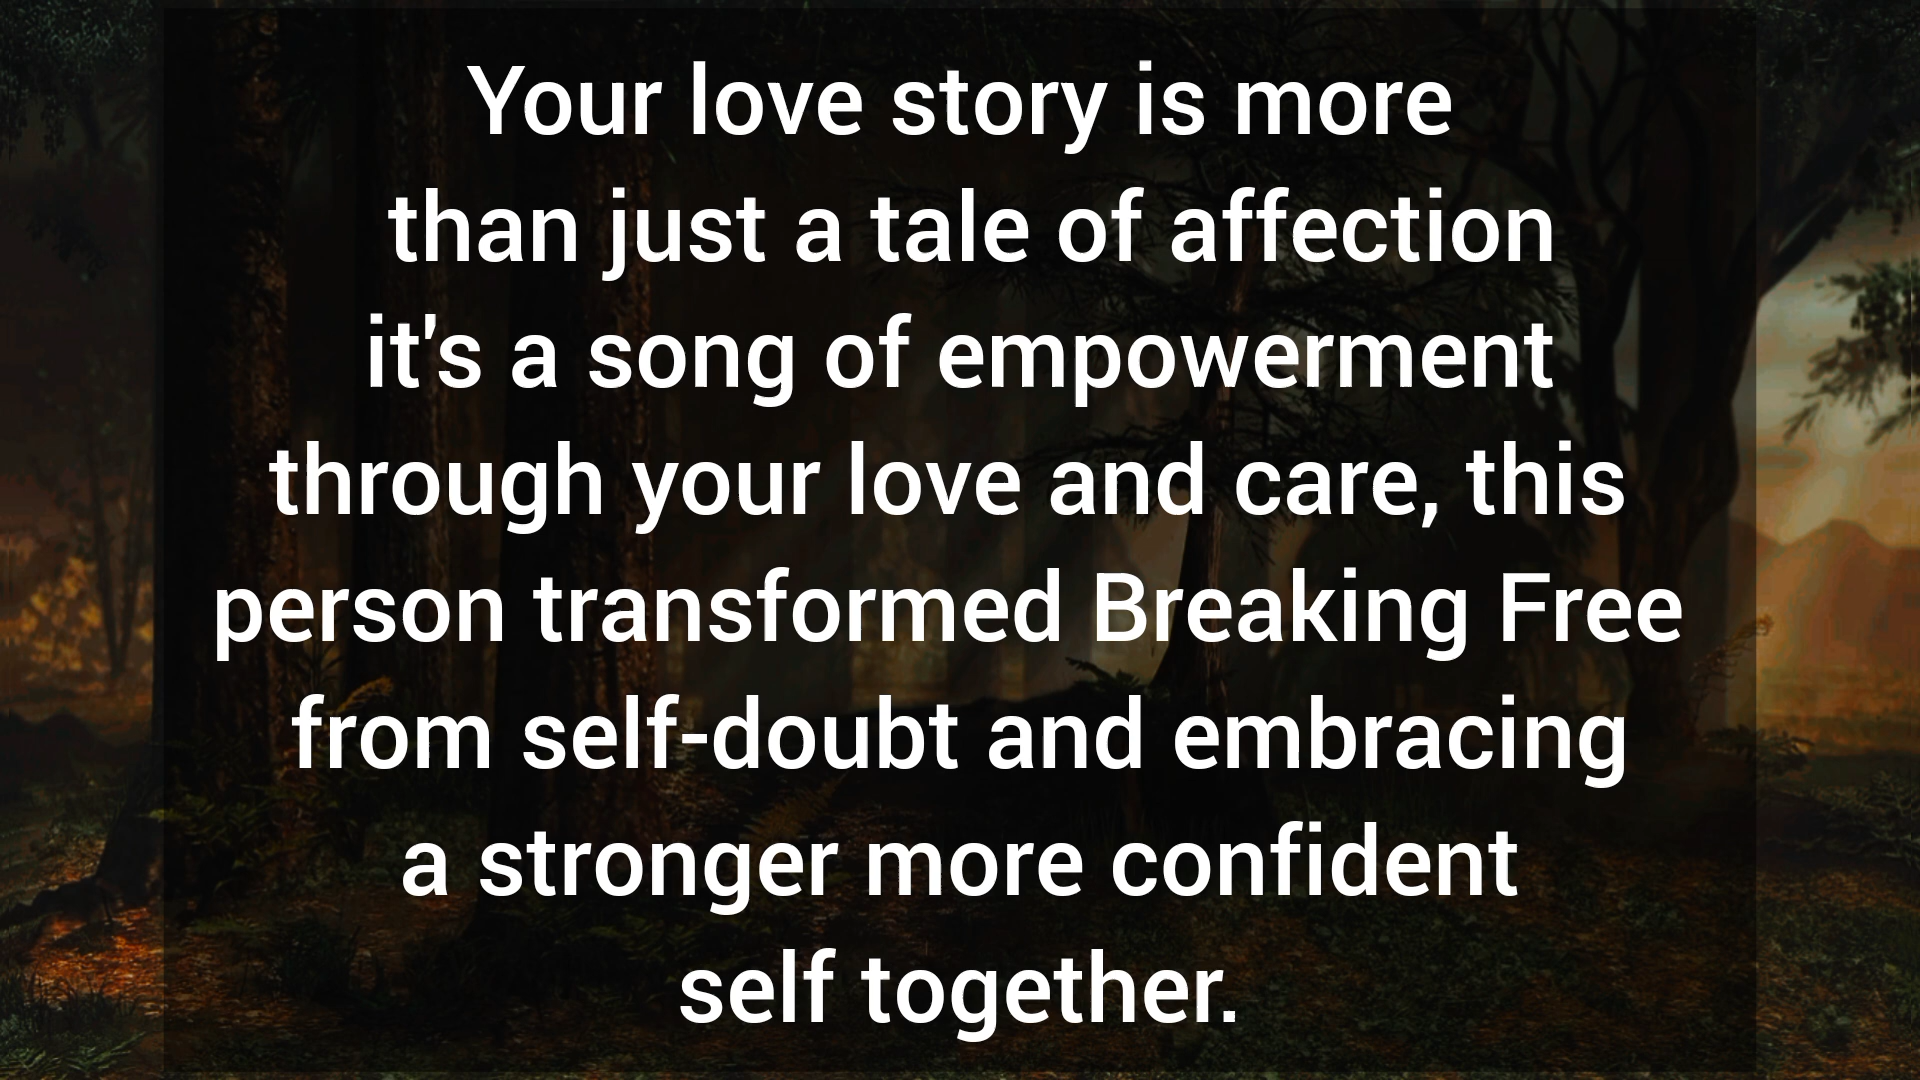 Your love story is more
than just a tale of affection
it's a song of empowerment
through your love and care, this
person transformed Breaking Free
from self-doubt and embracing
a stronger more confident
self together.